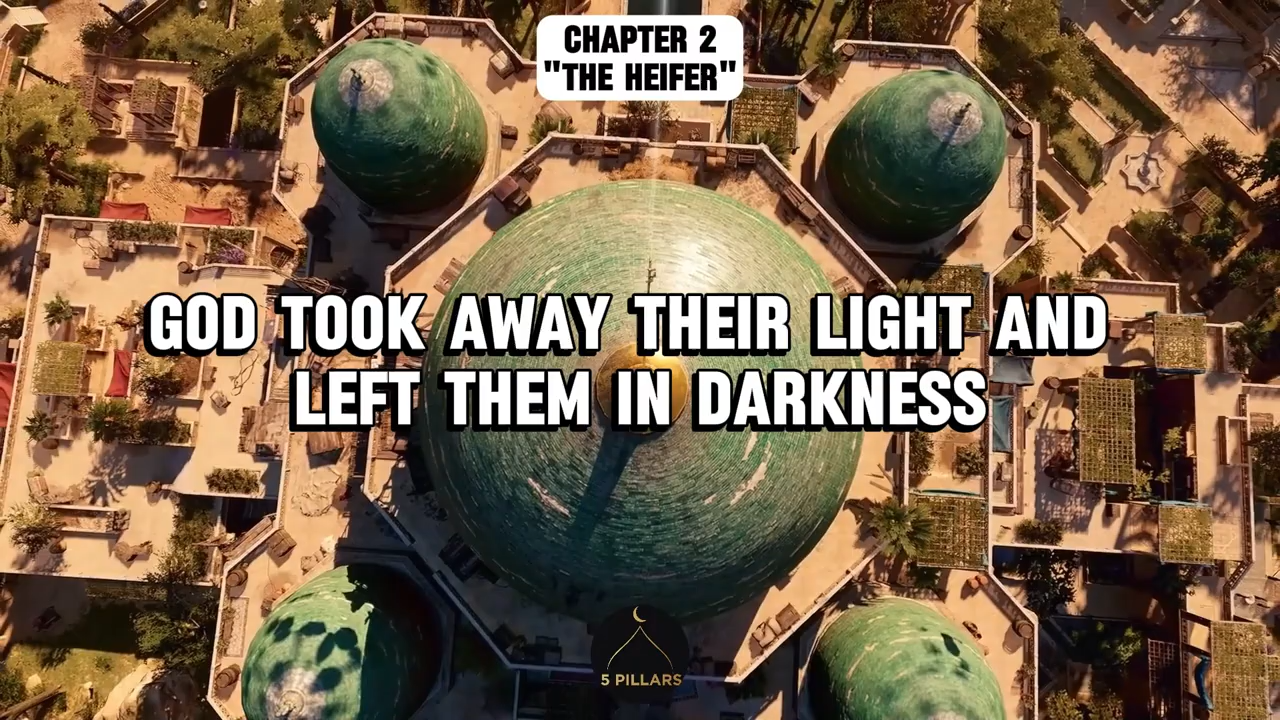 CHAPTER 2
"THE HEIFER"
GOD TOOK AWAY THEIR LIGHT AND
LEFT THEM IN DARKNESS
5 PILLARS